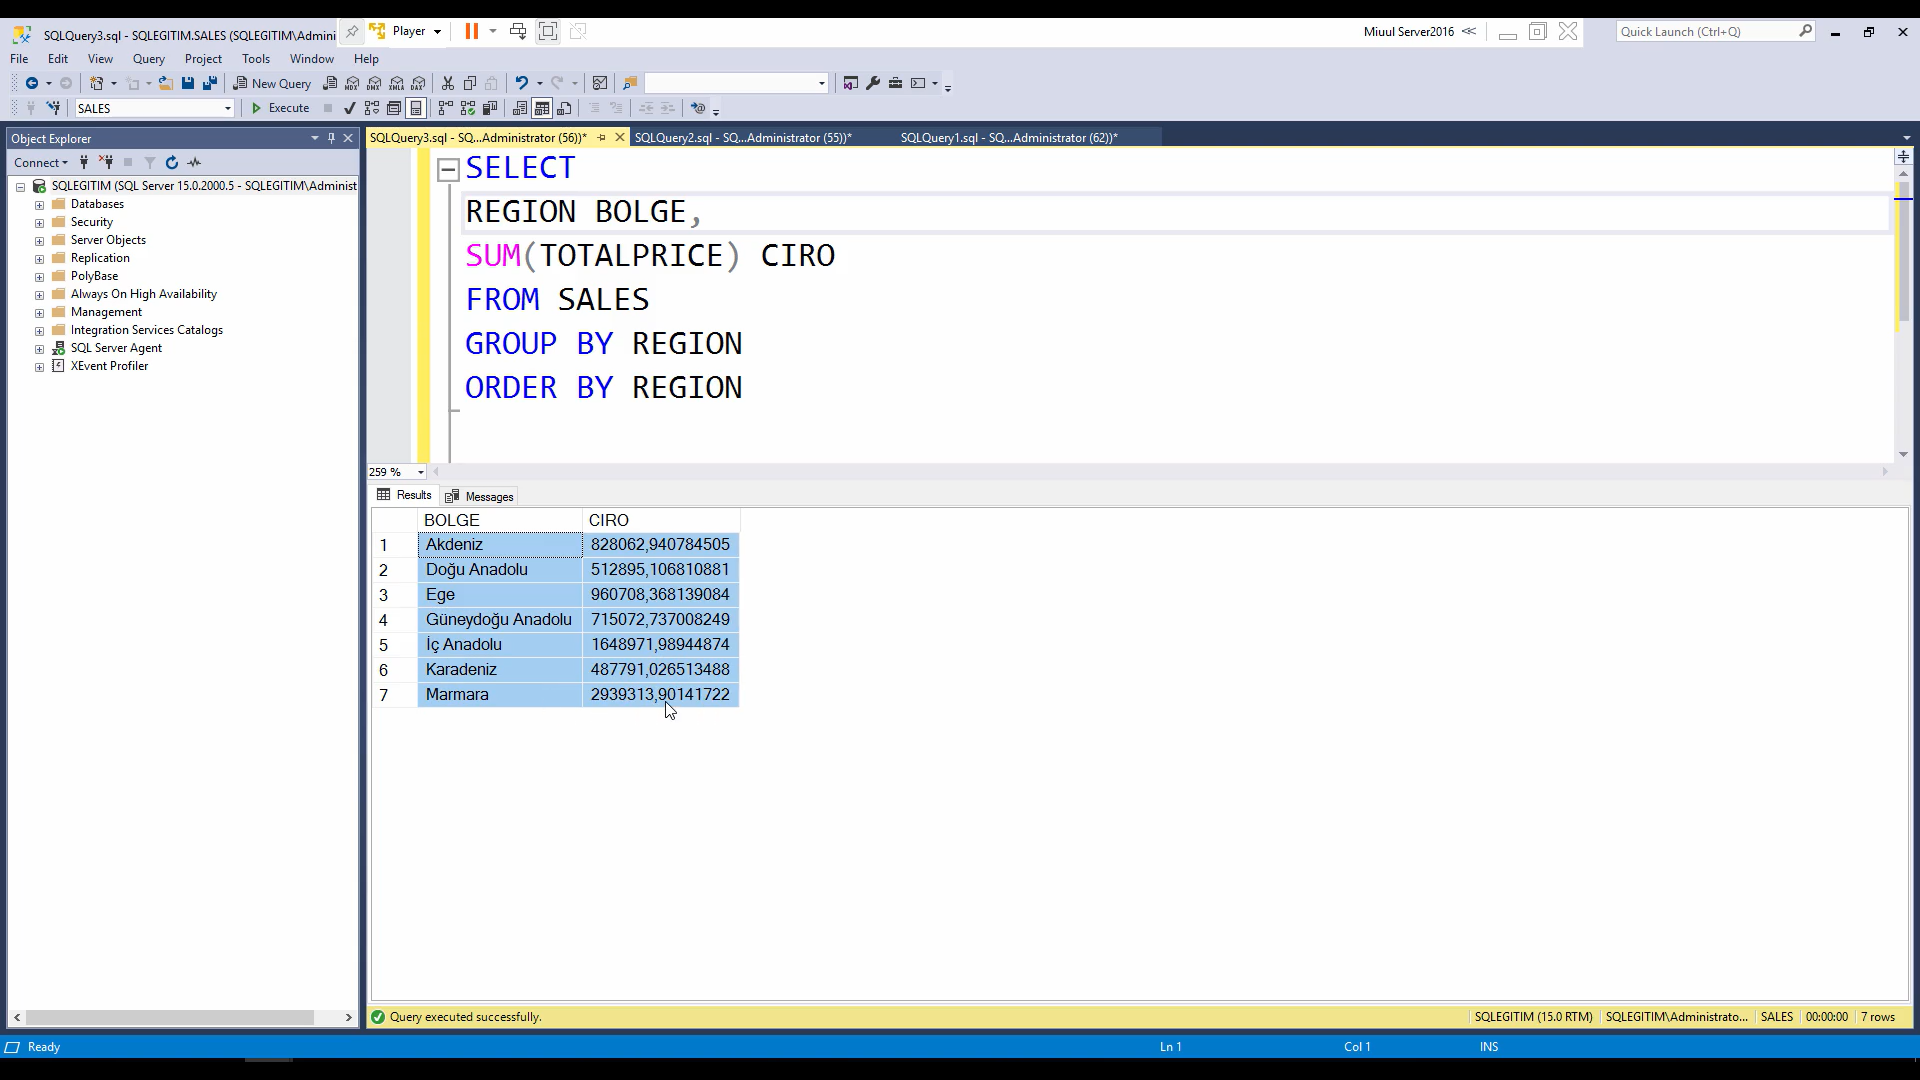 SQLQuery3.sql - SQLEGITIM.SALES (SQLEGITIM\Admini
Player
Miuul Server2016
Quick Launch (Ctrl+Q)
File Edit View Query Project Tools Window Help
New Query
SALES
Execute
Object Explorer
SQLQuery3.sql - SQ...Administrator (56))*
SQLQuery2.sql - SQ...Administrator (55))*
SQLQuery1.sql - SQ...Administrator (62))*
Connect
SQLEGITIM (SQL Server 15.0.2000.5 - SQLEGITIM\Administ
Databases
Security
Server Objects
Replication
PolyBase
Always On High Availability
Management
Integration Services Catalogs
SQL Server Agent
XEvent Profiler
SELECT
REGION BOLGE,
SUM(TOTALPRICE) CIRO
FROM SALES
GROUP BY REGION
ORDER BY REGION
259 %
Results Messages
BOLGE CIRO
1 Akdeniz 828062,940784505
2 Doğu Anadolu 512895,106810881
3 Ege 960708,368139084
4 Güneydoğu Anadolu 715072,737008249
5 İç Anadolu 1648971,98944874
6 Karadeniz 487791,026513488
7 Marmara 2939313,90141722
Query executed successfully.
SQLEGITIM (15.0 RTM) SQLEGITIM\Administrato... SALES 00:00:00 7 rows
Ready Ln 1 Col 1 INS